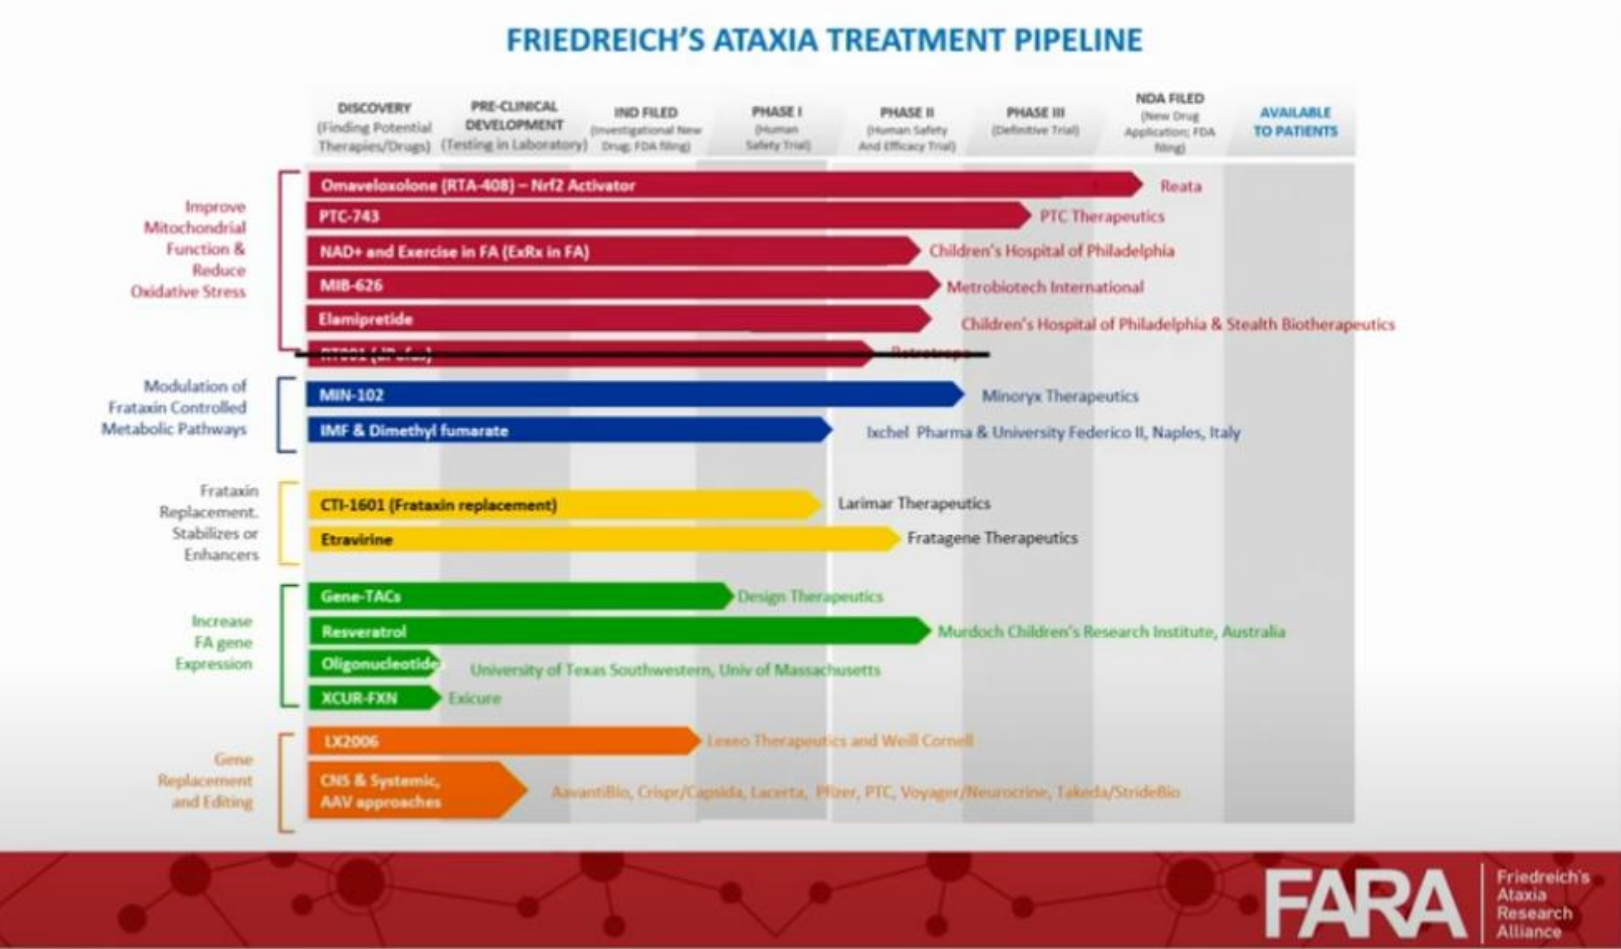 FRIEDREICH'S ATAXIA TREATMENT PIPELINE
DISCOVERY
(Finding Potential
Therapies/Drugs)
PRE-CLINICAL
DEVELOPMENT
(Testing in Laboratory)
IND FILED
(Investigational New
Drug; FDA filing)
PHASE I
(Human
Safety Trial)
PHASE II
(Human Safety
And Efficacy Trial)
PHASE III
(Definitive Trial)
NDA FILED
(New Drug
Application; FDA
filing)
AVAILABLE
TO PATIENTS
Improve
Mitochondrial
Function &
Reduce
Oxidative Stress
Omaveloxolone (RTA-408) – Nrf2 Activator
Reata
PTC-743
PTC Therapeutics
NAD+ and Exercise in FA (ExRx in FA)
Children's Hospital of Philadelphia
MIB-626
Metrobiotech International
Elamipretide
Children's Hospital of Philadelphia & Stealth Biotherapeutics
Modulation of
Frataxin Controlled
Metabolic Pathways
MIN-102
Minoryx Therapeutics
IMF & Dimethyl fumarate
Ixchel Pharma & University Federico II, Naples, Italy
Frataxin
Replacement.
Stabilizes or
Enhancers
CTI-1601 (Frataxin replacement)
Larimar Therapeutics
Etravirine
Fratagene Therapeutics
Increase
FA gene
Expression
Gene-TACs
Design Therapeutics
Resveratrol
Murdoch Children's Research Institute, Australia
Oligonucleotide
University of Texas Southwestern, Univ of Massachusetts
XCUR-FXN
Exicure
Gene
Replacement
and Editing
LX2006
Lexeo Therapeutics and Weill Cornell
CNS & Systemic,
AAV approaches
AavantiBio, Crispr/Capsida, Lacerta, Pfizer, PTC, Voyager/Neurocrine, Takeda/StrideBio
FARA
Friedreich's
Ataxia
Research
Alliance